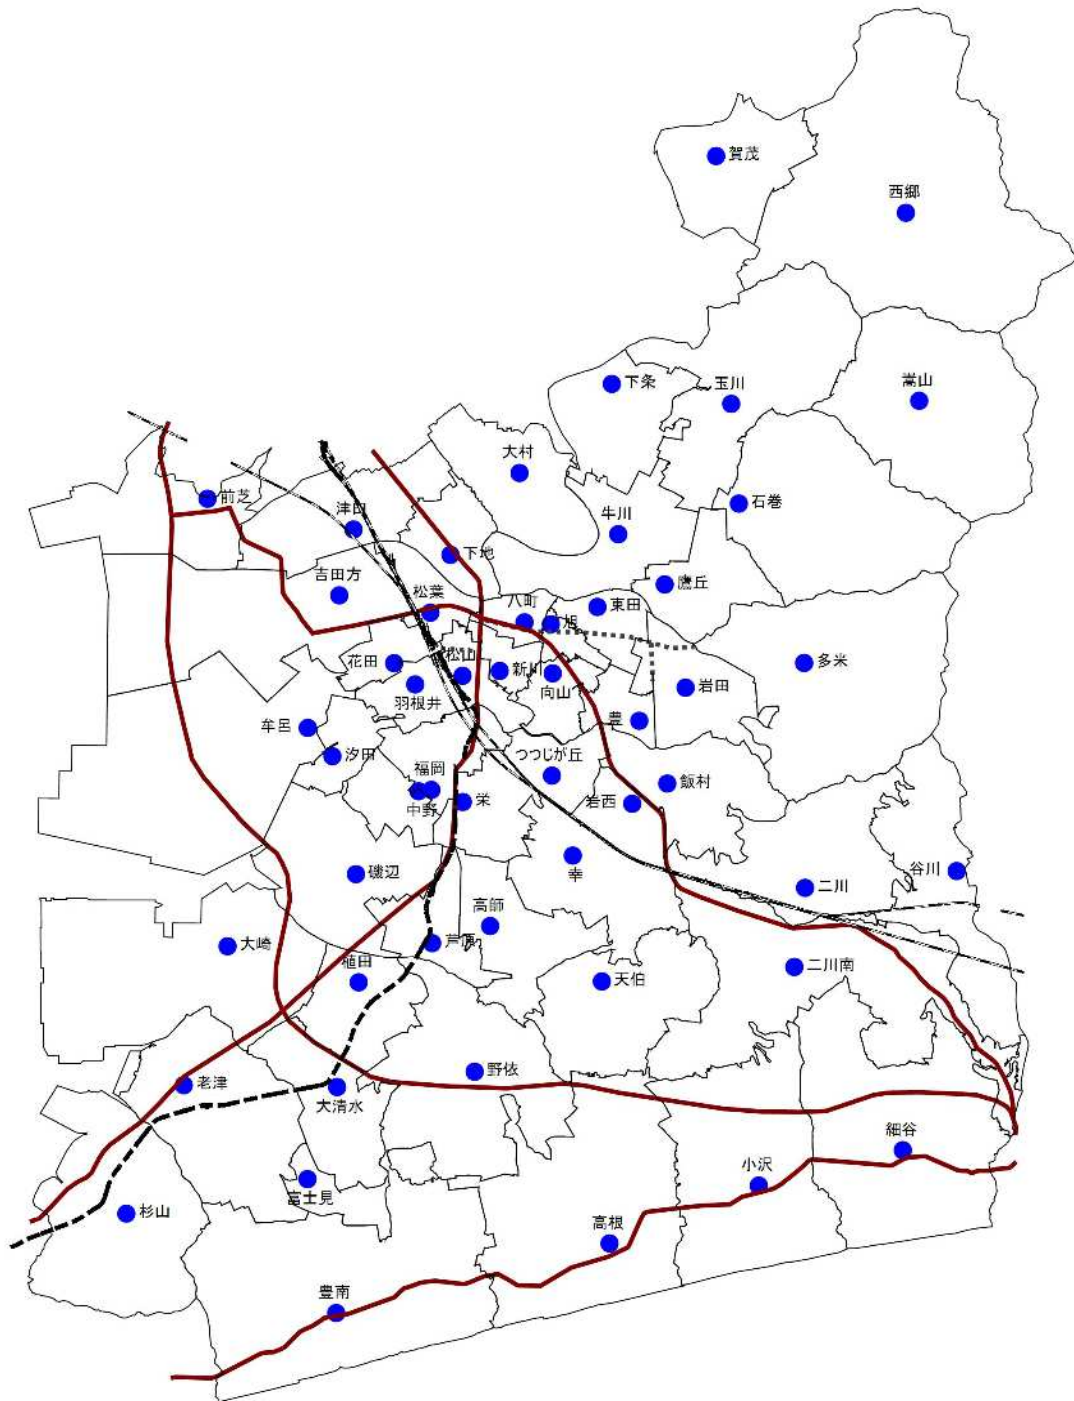 賀茂
西郷
下条
玉川
嵩山
大村
石巻
前芝
津田
牛川
下地
吉田方
鷹丘
松葉
八町
旭
東田
花田
松山
新川
向山
多米
羽根井
岩田
牟呂
豊
汐田
つつじが丘
福岡
飯村
中野
栄
岩西
磯辺
幸
二川
谷川
高師
大崎
芦原
植田
天伯
二川南
老津
大清水
野依
細谷
富士見
小沢
杉山
高根
豊南